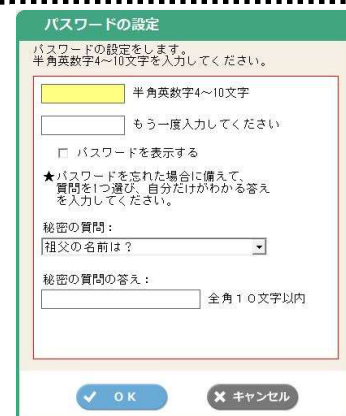 パスワードの設定
パスワードの設定をします。
半角英数字4~10文字を入力してください。
半角英数字4~10文字
もう一度入力してください
パスワードを表示する
★パスワードを忘れた場合に備えて、
質問を1つ選び、自分だけがわかる答え
を入力してください。
秘密の質問:
祖父の名前は?
秘密の質問の答え:
全角10文字以内
OK
キャンセル